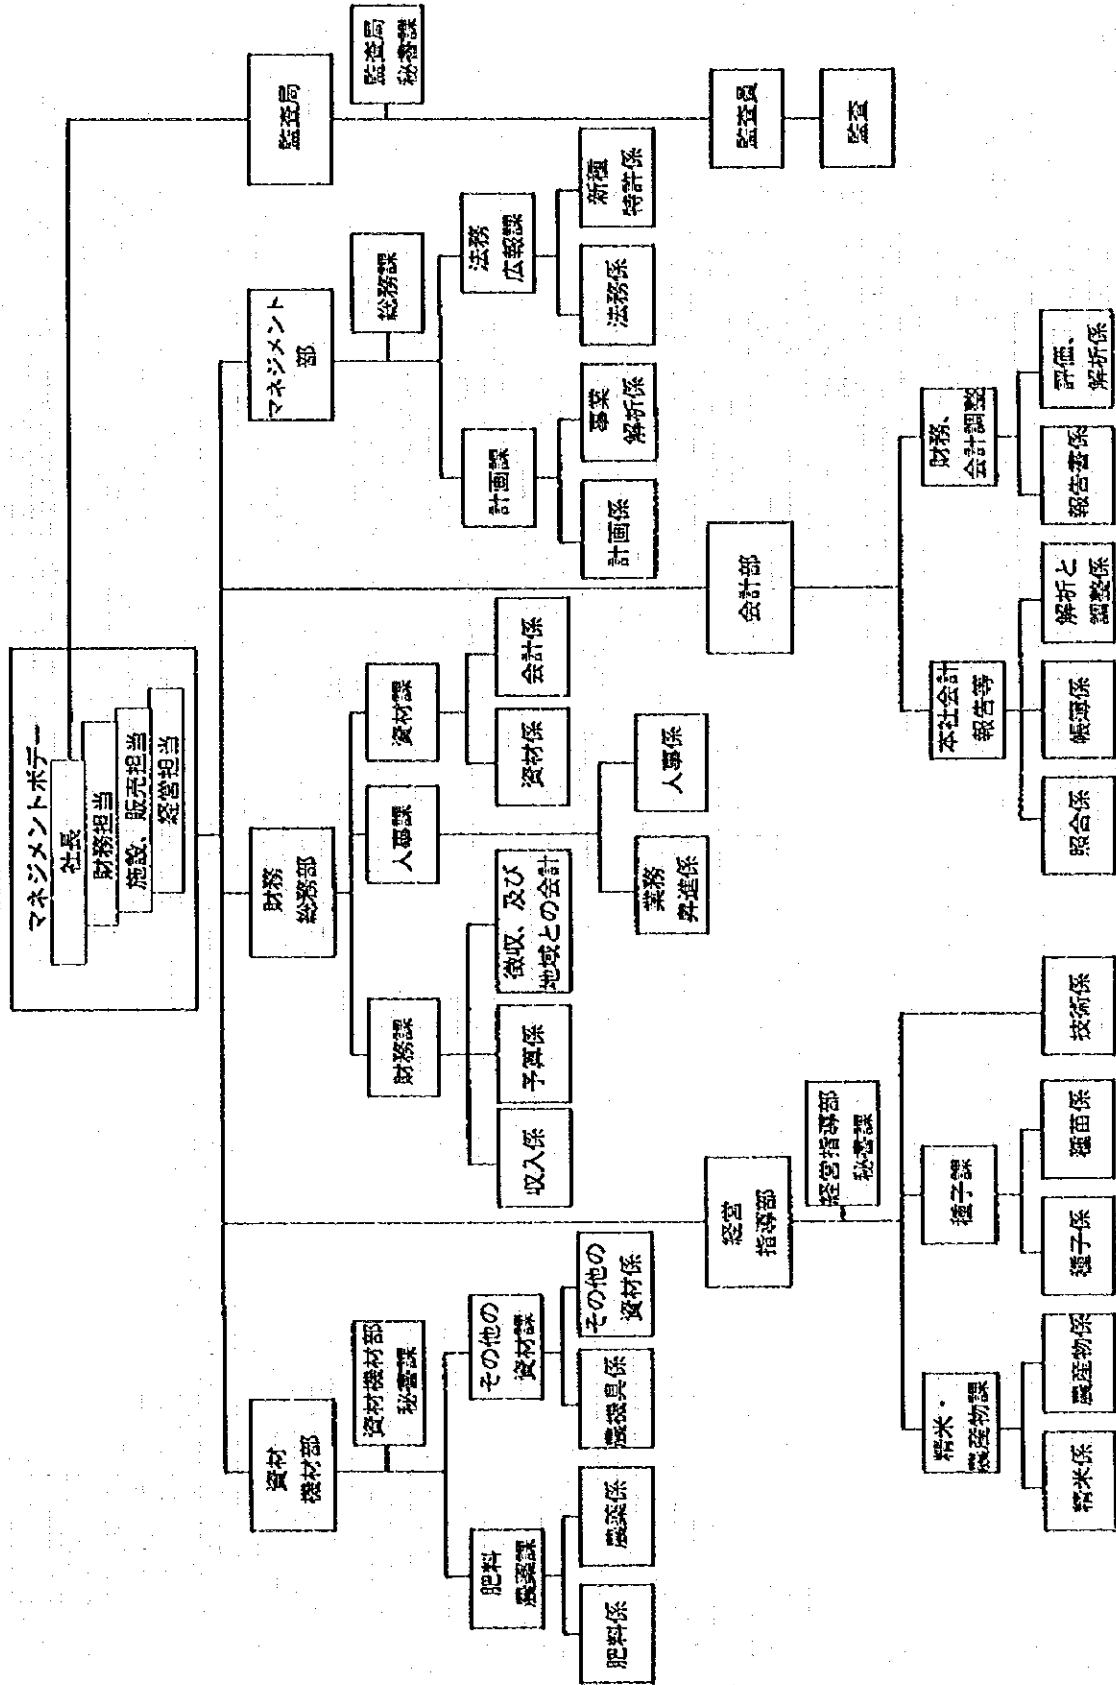 マネジメントボデー
社長
財務担当
施設、販売担当
経営担当
資材
機材部
財務
総務部
マネジメント
部
監査局
資材機材部
秘書課
財務課
人事課
資材課
総務課
監査局
秘書課
肥料
農薬課
その他の
資材課
計画課
法務
広報課
収入係
予算係
徴収、及び
地域との会計
資材係
会計係
肥料係
農薬係
農機具係
その他の
資材係
計画係
事業
解析係
法務係
新種
特許係
業務
昇進係
人事係
経営
指導部
会計部
監査員
経営指導部
秘書課
監査
精米・
農産物課
種子課
本社会計
報告等
財務、
会計調整
精米係
農産物係
種子係
種苗係
技術係
照合係
帳簿係
解析と
調整係
報告書係
評価、
解析係